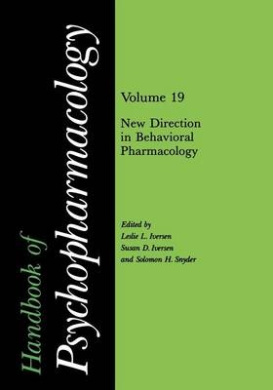 Handbook of
Psychopharmacology
Volume 19
New Direction
in Behavioral
Pharmacology
Edited by
Leslie L. Iversen
Susan D. Iversen
and Solomon H. Snyder